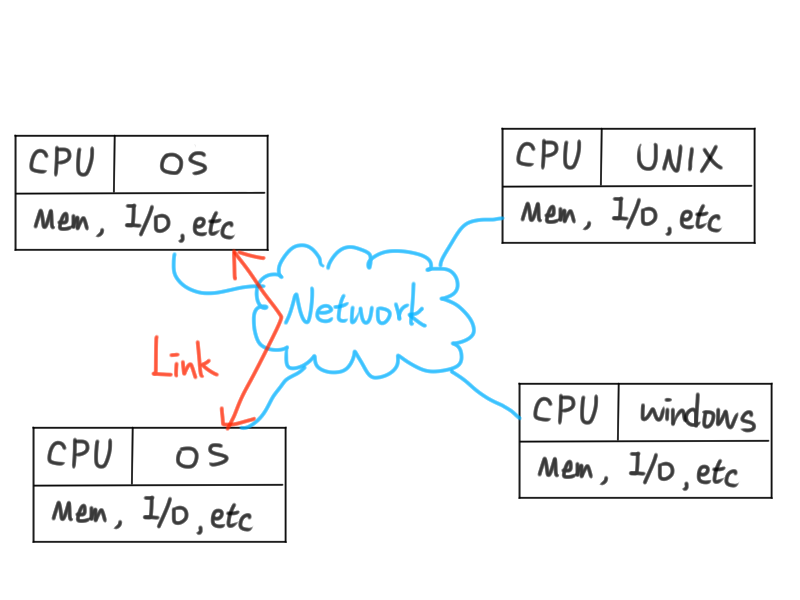 CPU OS
Mem, I/O, etc
CPU UNIX
Mem, I/O, etc
Network
Link
CPU windows
Mem, I/O, etc
CPU OS
Mem, I/O, etc